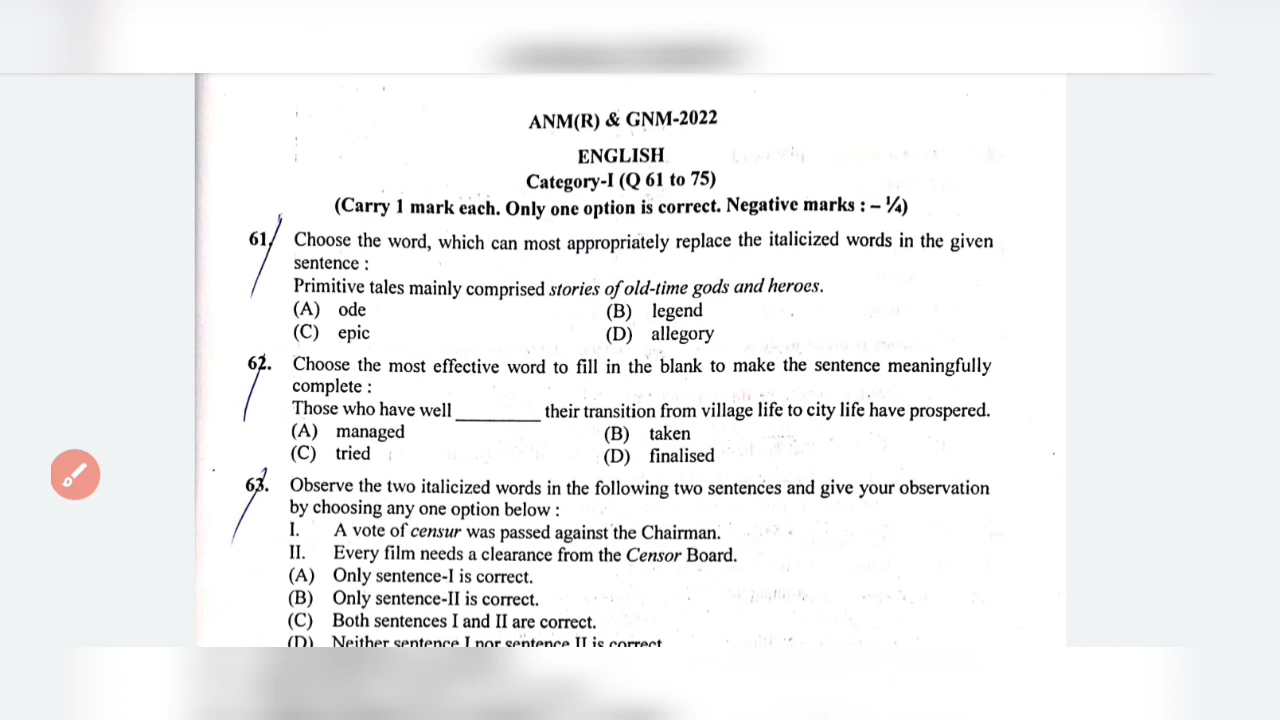 ANM(R) & GNM-2022
ENGLISH
Category-I (Q 61 to 75)
(Carry 1 mark each. Only one option is correct. Negative marks : – ¼)
61. Choose the word, which can most appropriately replace the italicized words in the given
sentence :
Primitive tales mainly comprised stories of old-time gods and heroes.
(A) ode (B) legend
(C) epic (D) allegory
62. Choose the most effective word to fill in the blank to make the sentence meaningfully
complete :
Those who have well ________ their transition from village life to city life have prospered.
(A) managed (B) taken
(C) tried (D) finalised
63. Observe the two italicized words in the following two sentences and give your observation
by choosing any one option below :
I. A vote of censur was passed against the Chairman.
II. Every film needs a clearance from the Censor Board.
(A) Only sentence-I is correct.
(B) Only sentence-II is correct.
(C) Both sentences I and II are correct.
(D) Neither sentence I nor sentence II is correct